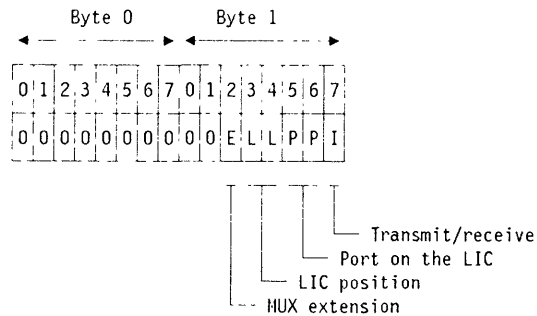 Byte 0 Byte 1
0 1 2 3 4 5 6 7 0 1 2 3 4 5 6 7
0 0 0 0 0 0 0 0 0 0 E L L P P I
Transmit/receive
Port on the LIC
LIC position
MUX extension